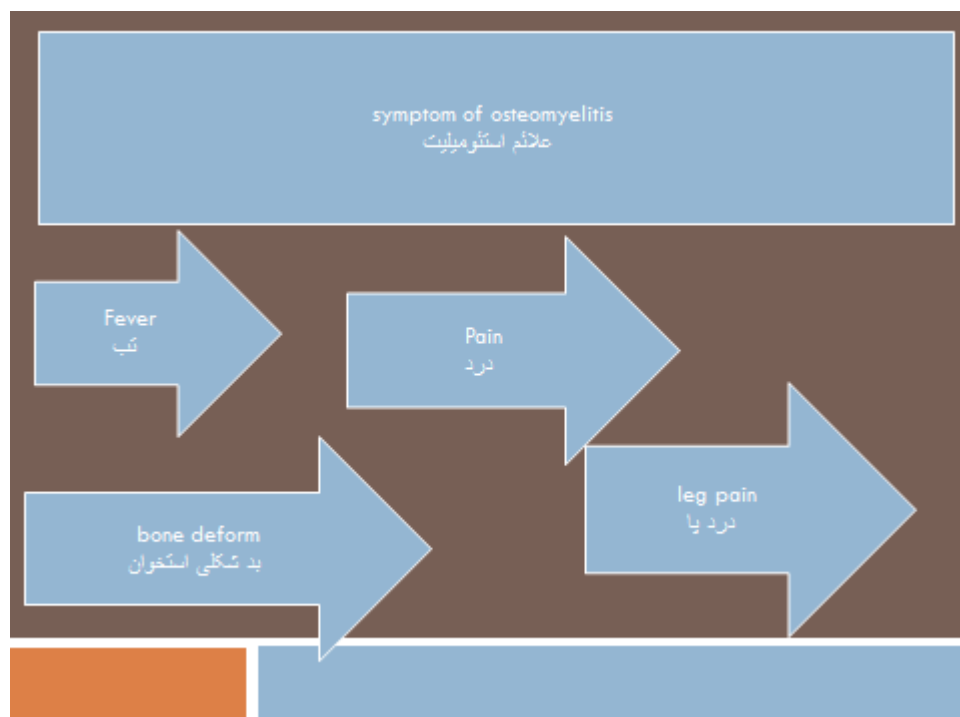 symptom of osteomyelitis
علائم استئومیلیت
Fever
تب
Pain
درد
leg pain
درد پا
bone deform
بد شکلی استخوان